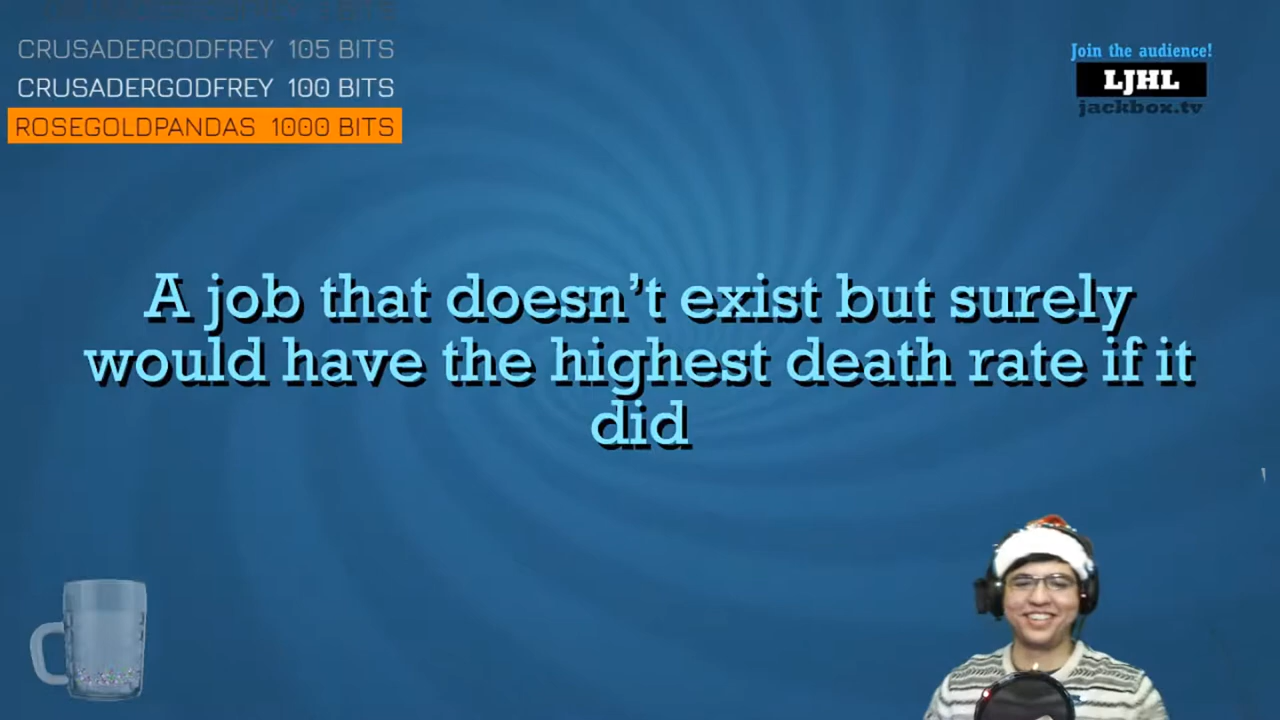 CRUSADERGODFREY 105 BITS
CRUSADERGODFREY 100 BITS
ROSEGOLDPANDAS 1000 BITS
Join the audience!
LJHL
jackbox.tv
A job that doesn't exist but surely
would have the highest death rate if it
did